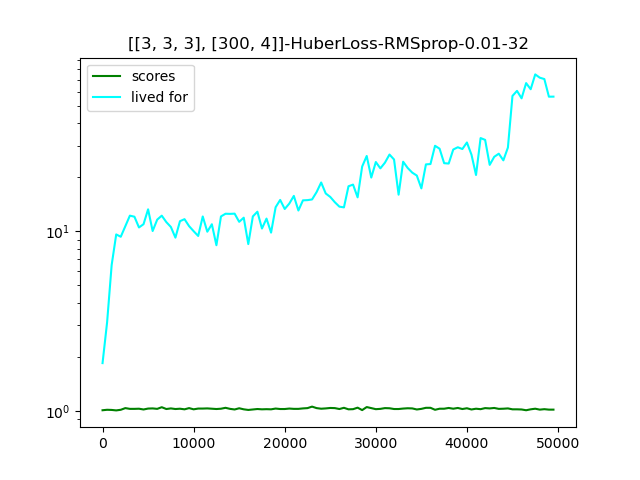 [[3, 3, 3], [300, 4]]-HuberLoss-RMSprop-0.01-32
scores
lived for
10¹
10⁰
0 10000 20000 30000 40000 50000